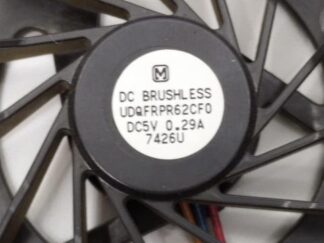 M
DC BRUSHLESS
UDQFRPR62CF0
DC5V 0.29A
7426U